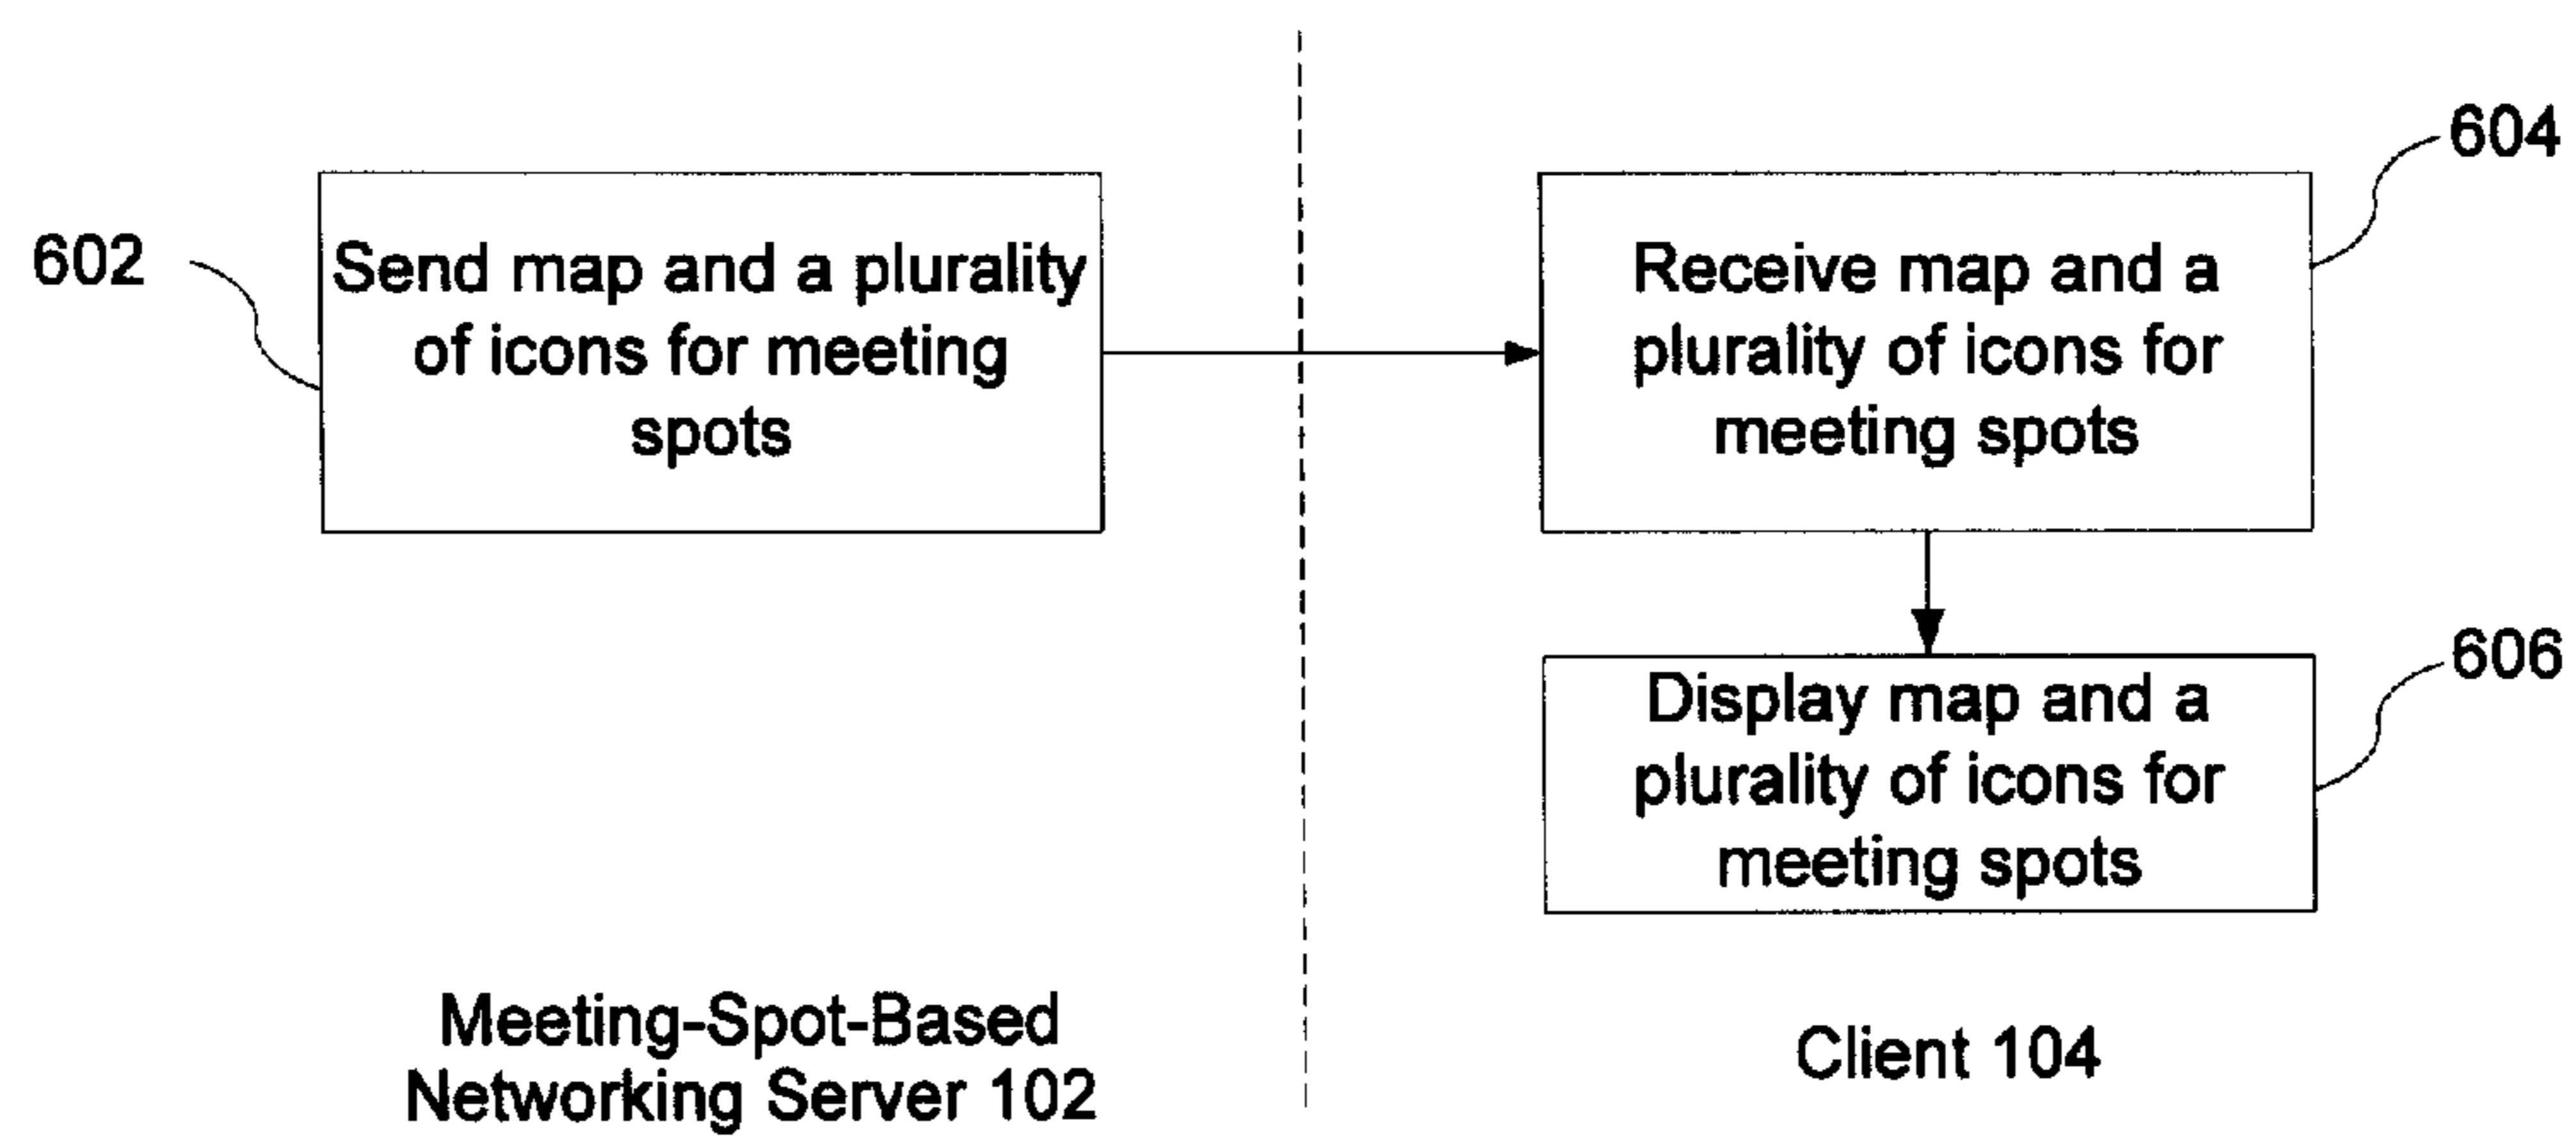 602
Send map and a plurality
of icons for meeting
spots
604
Receive map and a
plurality of icons for
meeting spots
606
Display map and a
plurality of icons for
meeting spots
Meeting-Spot-Based
Networking Server 102
Client 104